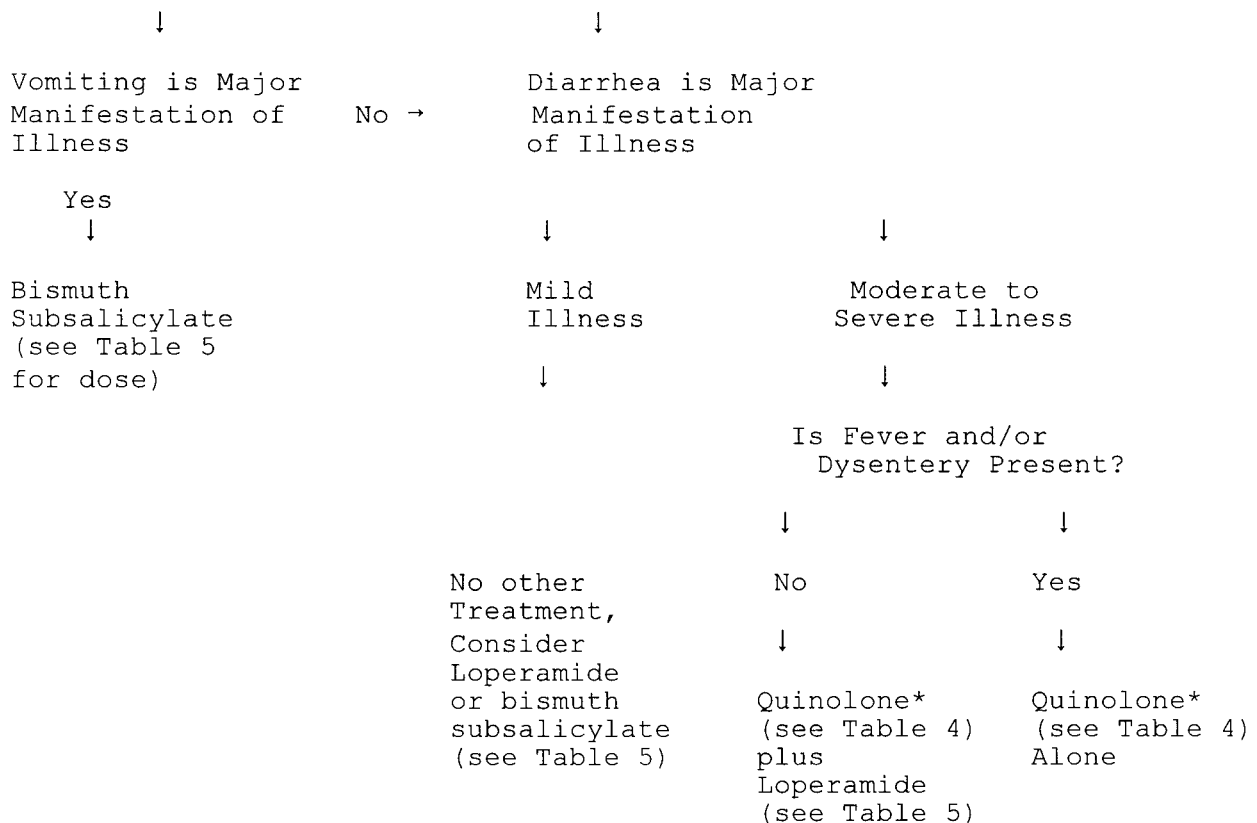 ↓ ↓
Vomiting is Major Diarrhea is Major
Manifestation of No → Manifestation
Illness of Illness
Yes
↓ ↓ ↓
Bismuth Mild Moderate to
Subsalicylate Illness Severe Illness
(see Table 5
for dose) ↓ ↓
Is Fever and/or
Dysentery Present?
↓ ↓
No other No Yes
Treatment,
Consider ↓ ↓
Loperamide
or bismuth Quinolone* Quinolone*
subsalicylate (see Table 4) (see Table 4)
(see Table 5) plus Alone
Loperamide
(see Table 5)